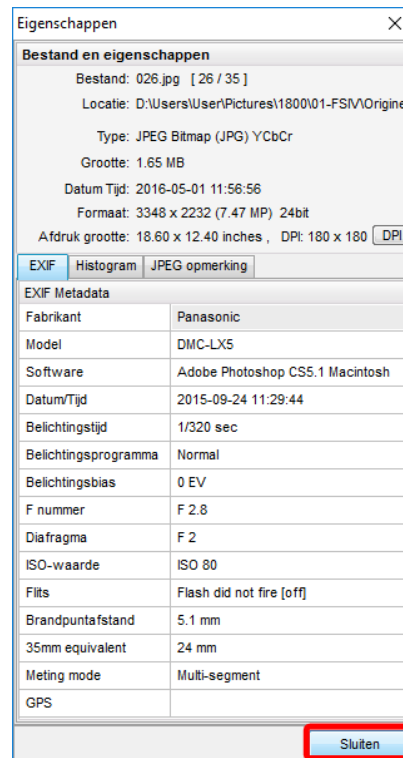 Eigenschappen
Bestand en eigenschappen
Bestand: 026.jpg [ 26 / 35 ]
Locatie: D:\Users\User\Pictures\1800\01-FSIV\Origine
Type: JPEG Bitmap (JPG) YCbCr
Grootte: 1.65 MB
Datum Tijd: 2016-05-01 11:56:56
Formaat: 3348 x 2232 (7.47 MP) 24bit
Afdruk grootte: 18.60 x 12.40 inches , DPI: 180 x 180 DPI
EXIF Histogram JPEG opmerking
EXIF Metadata
Fabrikant Panasonic
Model DMC-LX5
Software Adobe Photoshop CS5.1 Macintosh
Datum/Tijd 2015-09-24 11:29:44
Belichtingstijd 1/320 sec
Belichtingsprogramma Normal
Belichtingsbias 0 EV
F nummer F 2.8
Diafragma F 2
ISO-waarde ISO 80
Flits Flash did not fire [off]
Brandpuntafstand 5.1 mm
35mm equivalent 24 mm
Meting mode Multi-segment
GPS
Sluiten